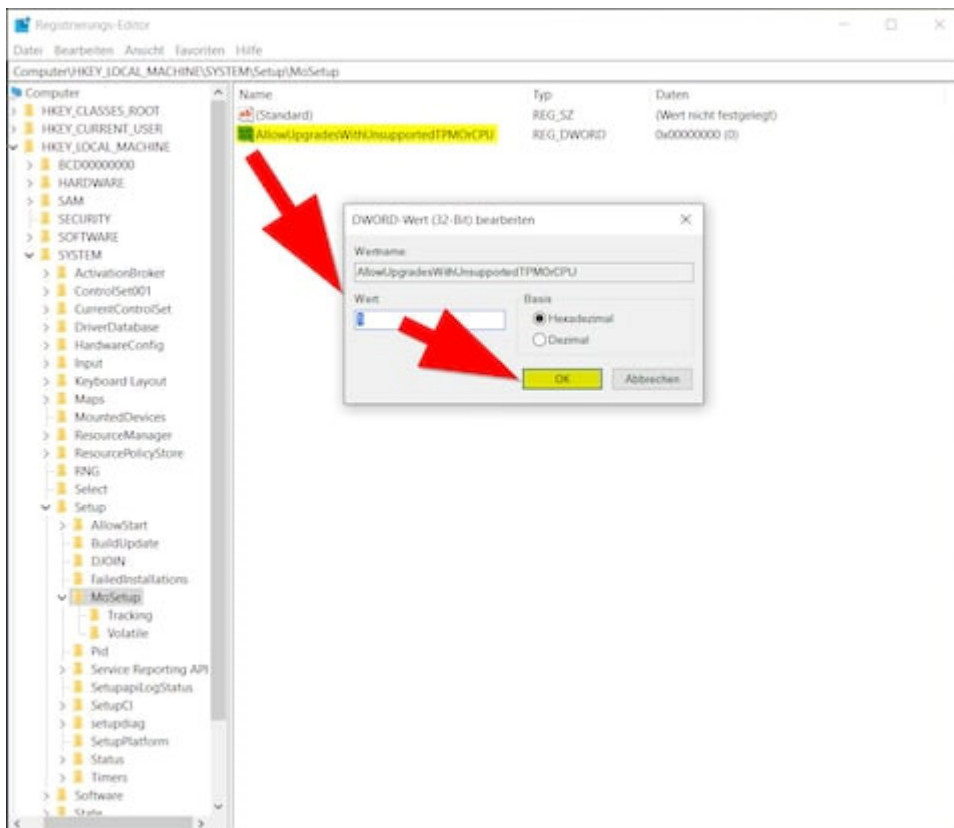 Registrierungs-Editor
Datei Bearbeiten Ansicht Favoriten Hilfe
Computer\HKEY_LOCAL_MACHINE\SYSTEM\Setup\MoSetup
Computer
HKEY_CLASSES_ROOT
HKEY_CURRENT_USER
HKEY_LOCAL_MACHINE
BCD00000000
HARDWARE
SAM
SECURITY
SOFTWARE
SYSTEM
ActivationBroker
ControlSet001
CurrentControlSet
DriverDatabase
HardwareConfig
Input
Keyboard Layout
Maps
MountedDevices
ResourceManager
ResourcePolicyStore
RNG
Select
Setup
AllowStart
BuildUpdate
DJOIN
FailedInstallations
MoSetup
Tracking
Volatile
Pid
Service Reporting API
SetupapiLogStatus
SetupCl
setupdiag
SetupPlatform
Status
Timers
Software
State
Name Typ Daten
(Standard) REG_SZ (Wert nicht festgelegt)
AllowUpgradesWithUnsupportedTPMOrCPU REG_DWORD 0x00000000 (0)
DWORD-Wert (32-Bit) bearbeiten
Wertname:
AllowUpgradesWithUnsupportedTPMOrCPU
Wert:
Basis
Hexadezimal
Dezimal
OK Abbrechen